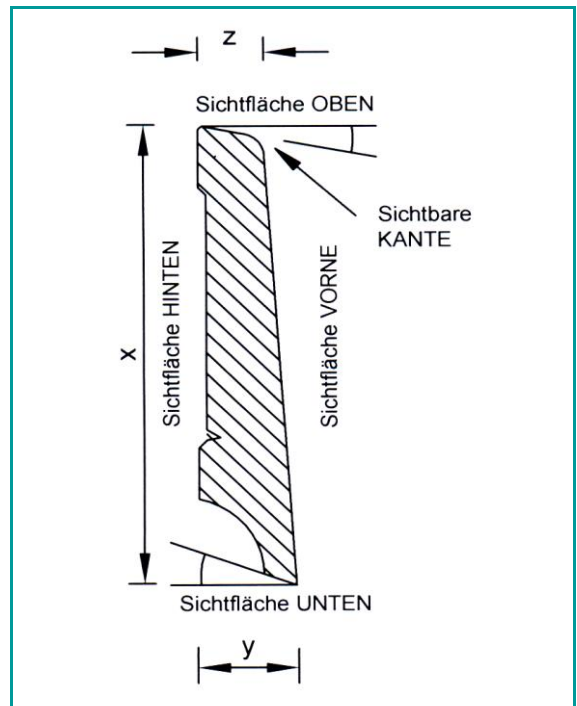 z
Sichtfläche OBEN
Sichtbare
KANTE
Sichtfläche HINTEN
Sichtfläche VORNE
x
Sichtfläche UNTEN
y